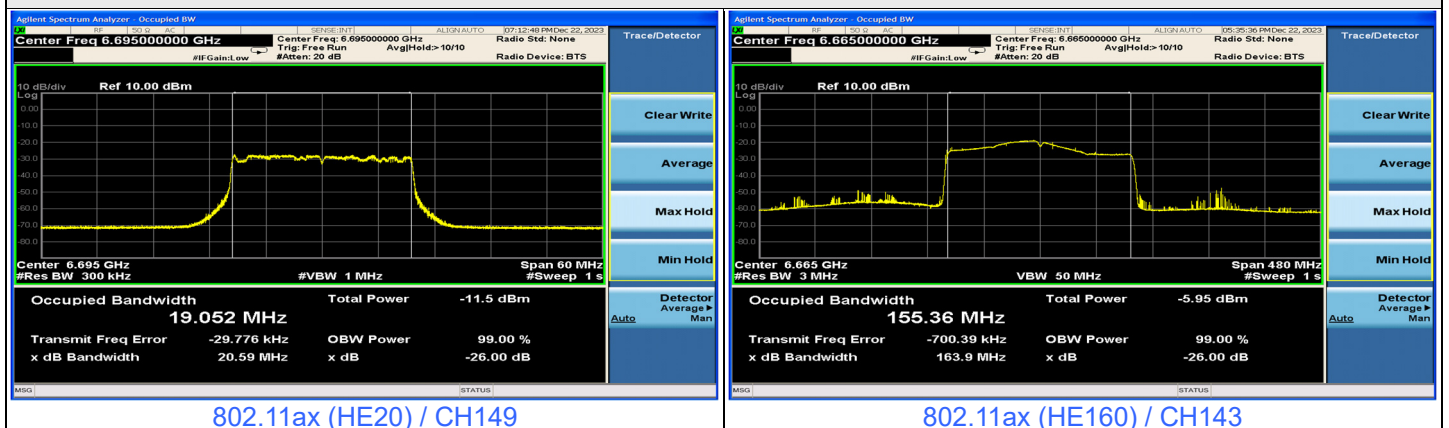 Agilent Spectrum Analyzer - Occupied BW
LXI RF 50 Ω AC SENSE:INT ALIGN AUTO 07:12:48 PM Dec 22, 2023
Center Freq 6.695000000 GHz
Center Freq: 6.695000000 GHz
Radio Std: None
Trig: Free Run
Avg|Hold:> 10/10
#IFGain:Low
#Atten: 20 dB
Radio Device: BTS
Trace/Detector
10 dB/div
Ref 10.00 dBm
Log
0.00
-10.0
-20.0
-30.0
-40.0
-50.0
-60.0
-70.0
-80.0
Clear Write
Average
Max Hold
Min Hold
Center 6.695 GHz
Span 60 MHz
#Res BW 300 kHz
#VBW 1 MHz
#Sweep 1 s
Occupied Bandwidth
19.052 MHz
Total Power
-11.5 dBm
Transmit Freq Error
-29.776 kHz
OBW Power
99.00 %
x dB Bandwidth
20.59 MHz
x dB
-26.00 dB
Detector
Average
Auto
Man
MSG
STATUS
802.11ax (HE20) / CH149
Agilent Spectrum Analyzer - Occupied BW
LXI RF 50 Ω AC SENSE:INT ALIGN AUTO 05:35:36 PM Dec 22, 2023
Center Freq 6.665000000 GHz
Center Freq: 6.665000000 GHz
Radio Std: None
Trig: Free Run
Avg|Hold:> 10/10
#IFGain:Low
#Atten: 20 dB
Radio Device: BTS
Trace/Detector
10 dB/div
Ref 10.00 dBm
Log
0.00
-10.0
-20.0
-30.0
-40.0
-50.0
-60.0
-70.0
-80.0
Clear Write
Average
Max Hold
Min Hold
Center 6.665 GHz
Span 480 MHz
#Res BW 3 MHz
VBW 50 MHz
#Sweep 1 s
Occupied Bandwidth
155.36 MHz
Total Power
-5.95 dBm
Transmit Freq Error
-700.39 kHz
OBW Power
99.00 %
x dB Bandwidth
163.9 MHz
x dB
-26.00 dB
Detector
Average
Auto
Man
MSG
STATUS
802.11ax (HE160) / CH143